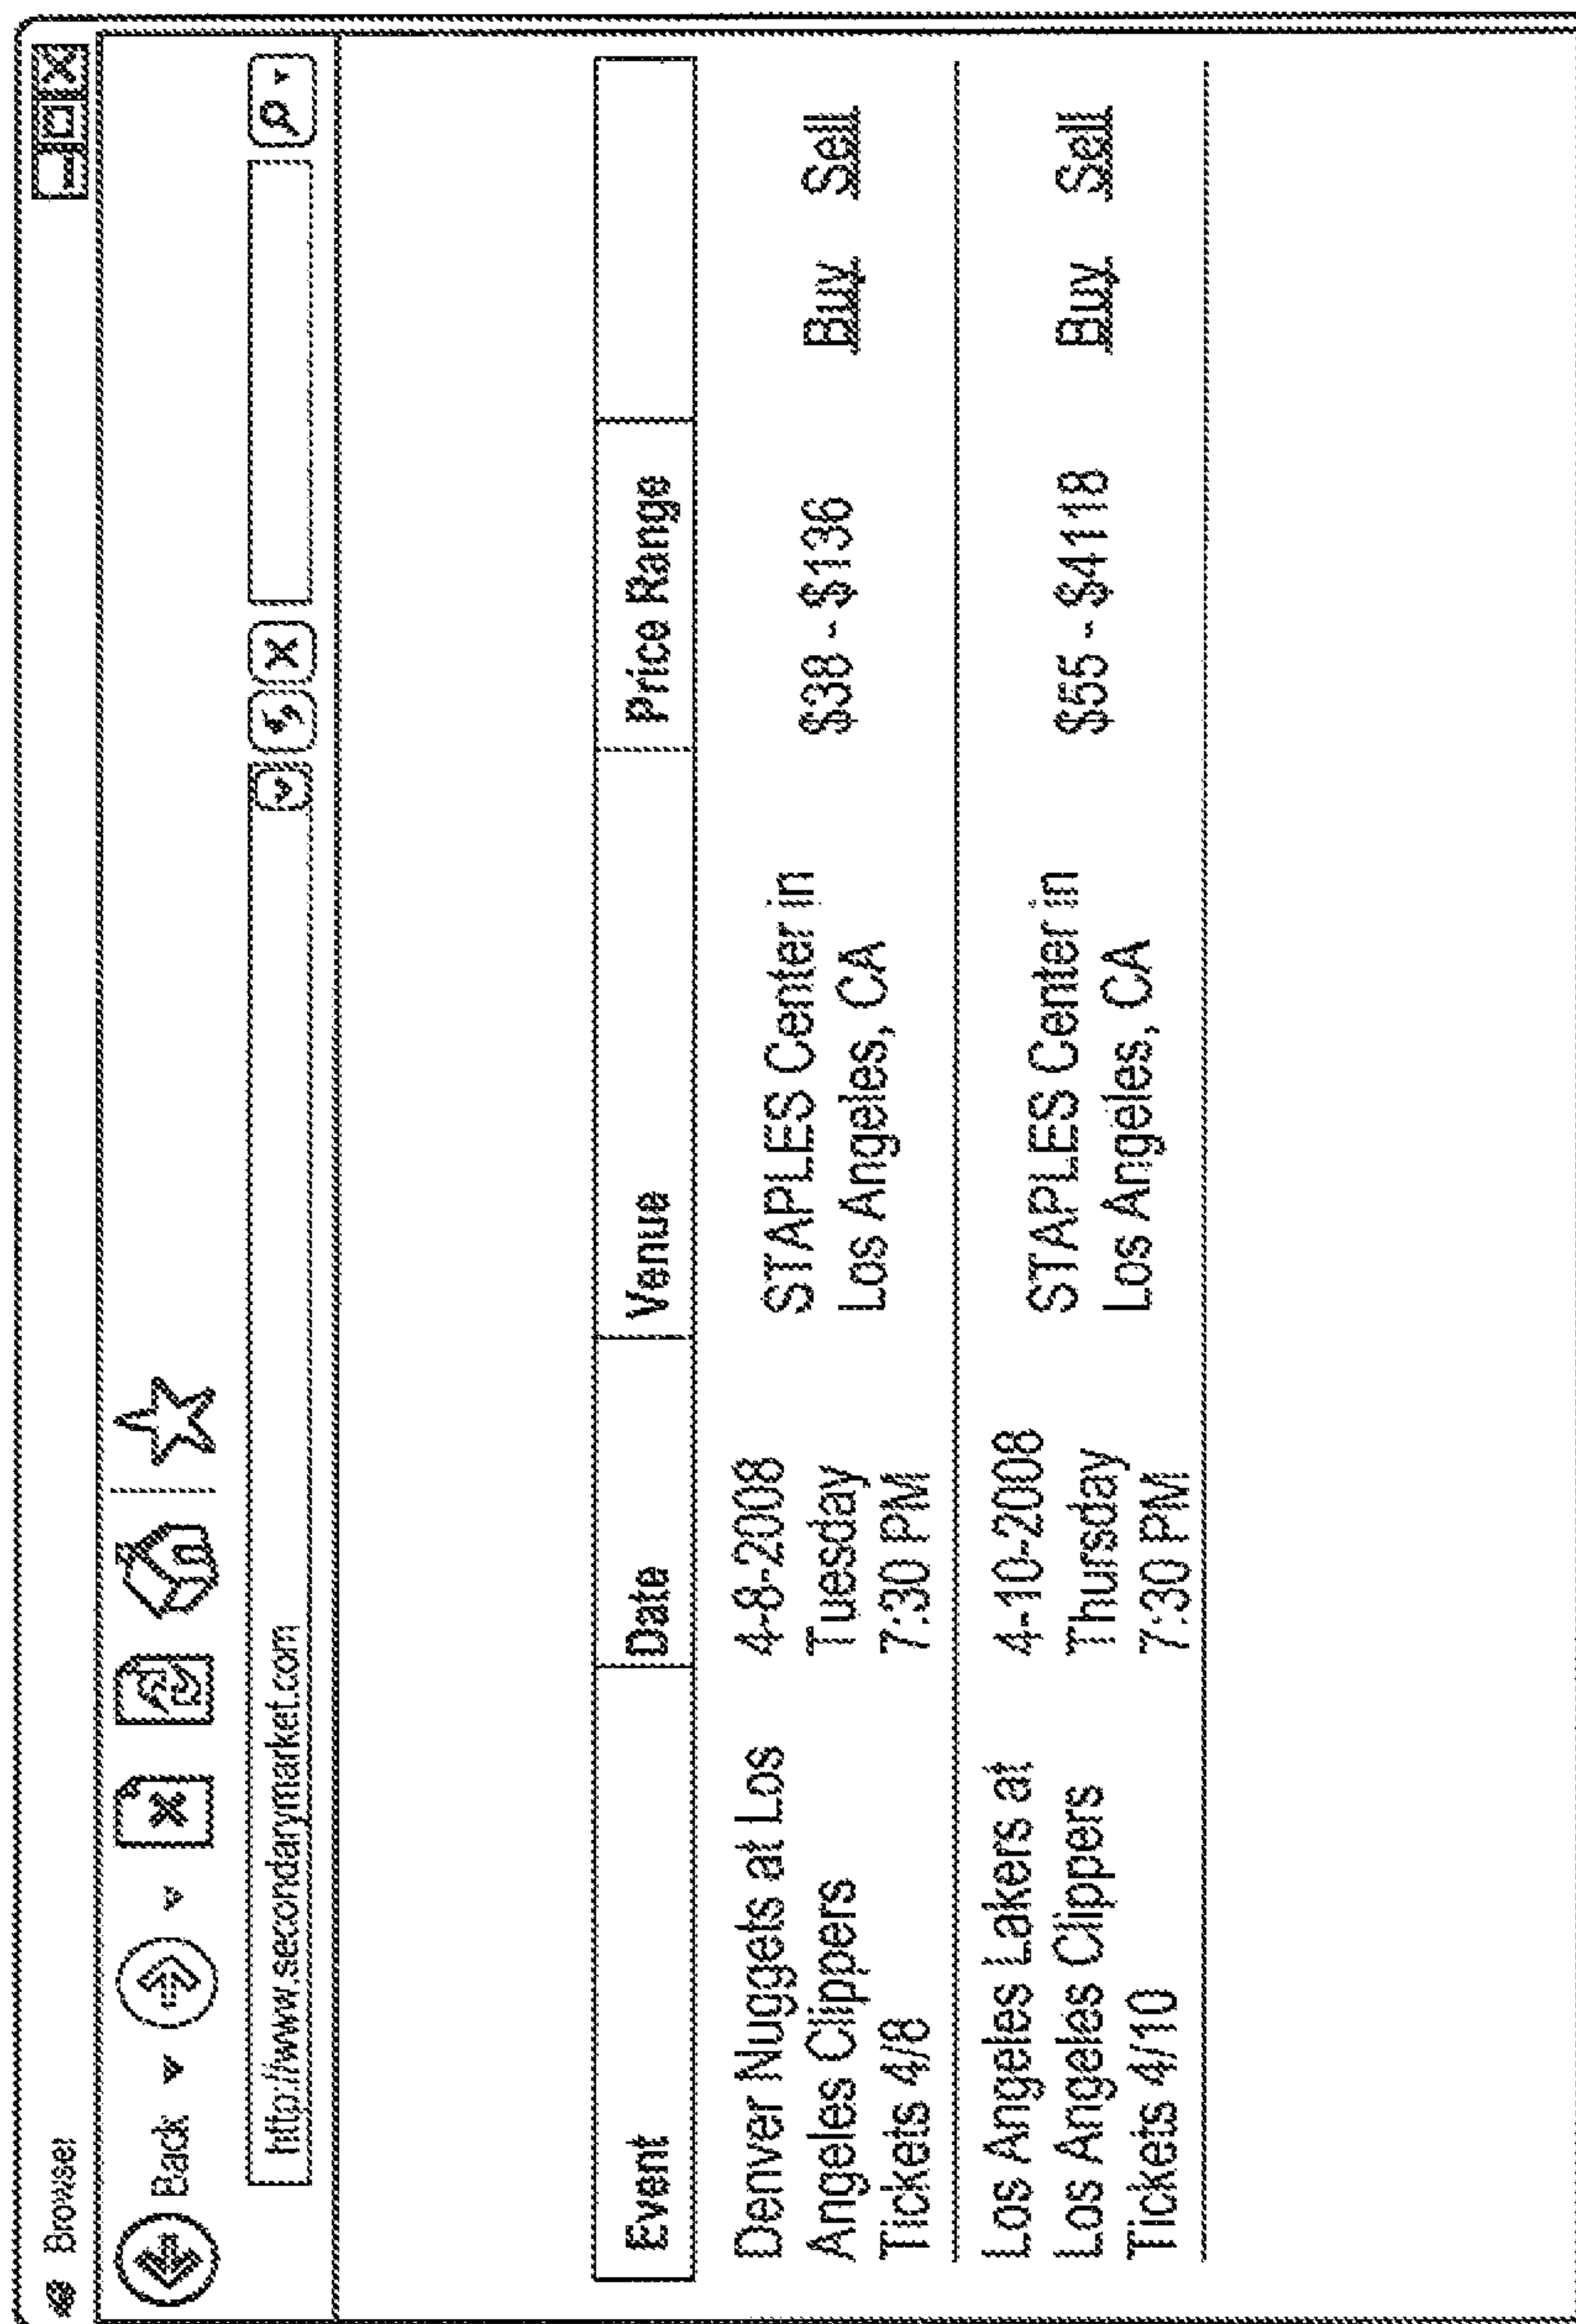 Browser
Back
http://www.secondarymarket.com
Event Date Venue Price Range
Denver Nuggets at Los 4-8-2008 STAPLES Center in $38 - $136 Buy Sell
Angeles Clippers Tuesday Los Angeles, CA
Tickets 4/8 7:30 PM
Los Angeles Lakers at 4-10-2008 STAPLES Center in $55 - $4118 Buy Sell
Los Angeles Clippers Thursday Los Angeles, CA
Tickets 4/10 7:30 PM